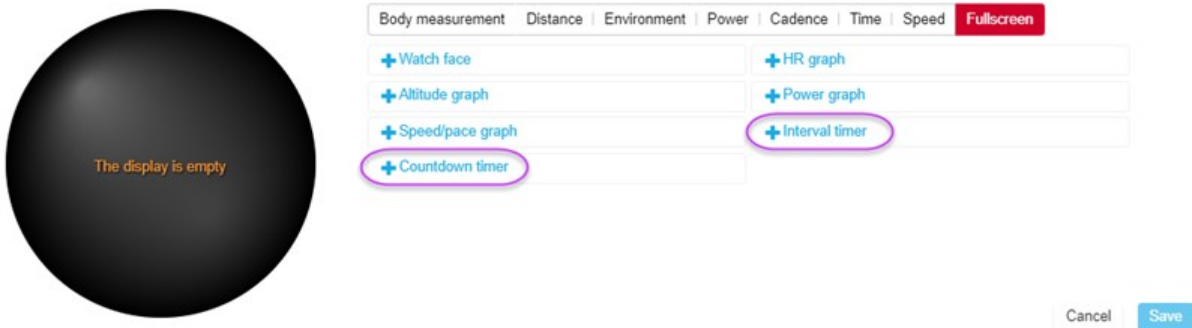 Body measurement Distance Environment Power Cadence Time Speed Fullscreen
Watch face
HR graph
Altitude graph
Power graph
Speed/pace graph
Interval timer
Countdown timer
The display is empty
Cancel Save